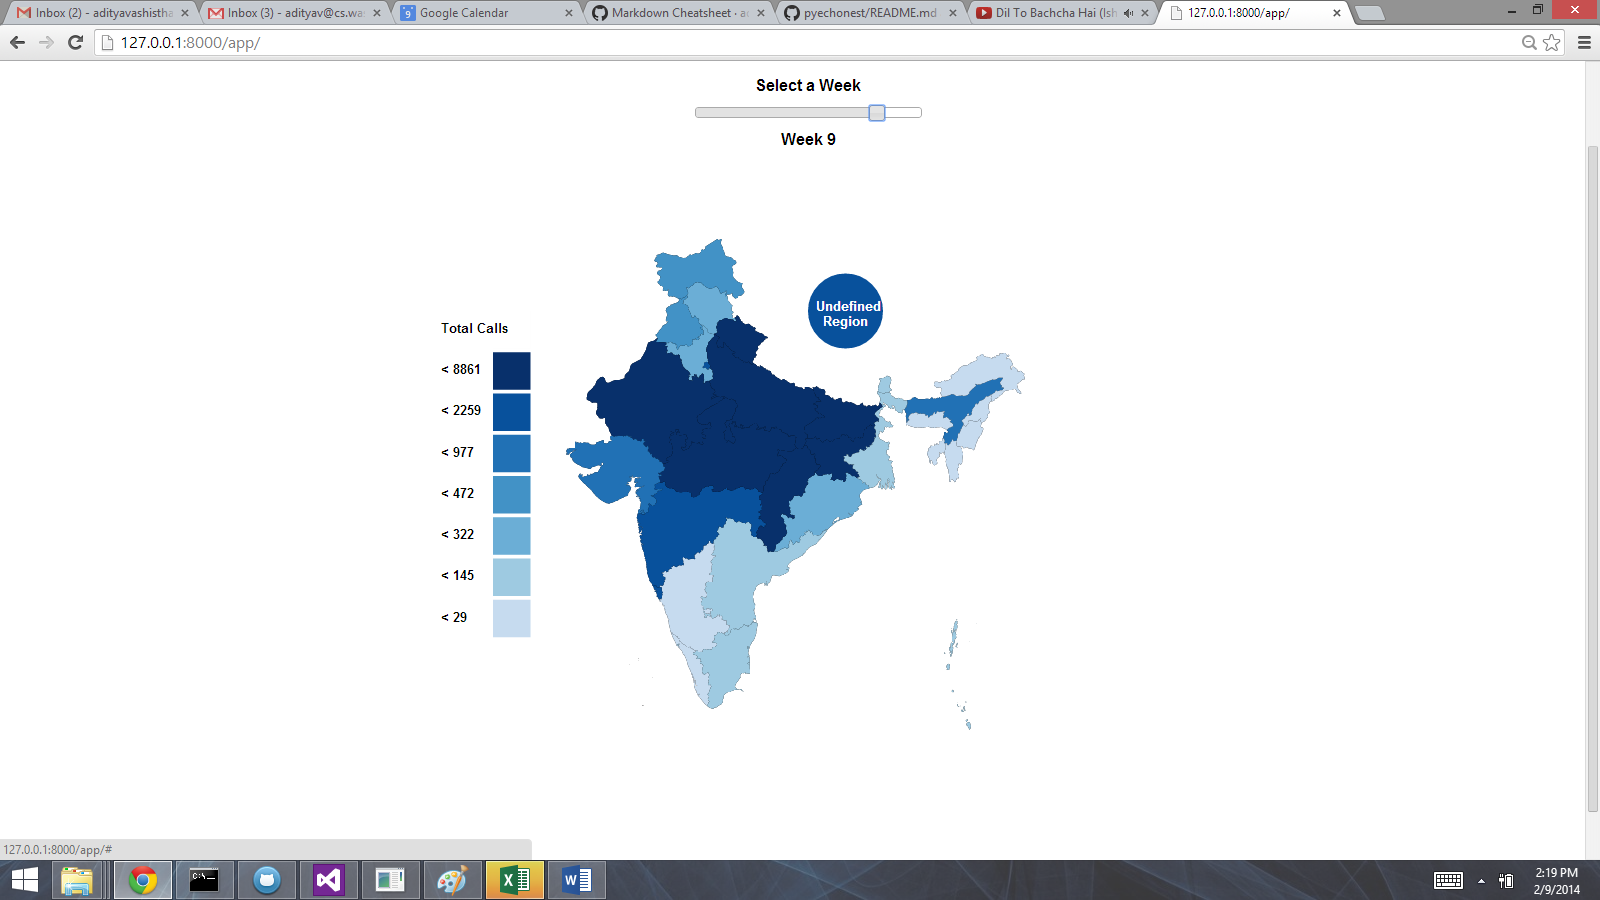 Inbox (2) - adityavashistha
Inbox (3) - adityav@cs.wa
Google Calendar
Markdown Cheatsheet · a
pyechonest/README.md
Dil To Bachcha Hai (Ish
127.0.0.1:8000/app/
127.0.0.1:8000/app/
Select a Week
Week 9
Undefined
Region
Total Calls
< 8861
< 2259
< 977
< 472
< 322
< 145
< 29
127.0.0.1:8000/app/#
2:19 PM
2/9/2014